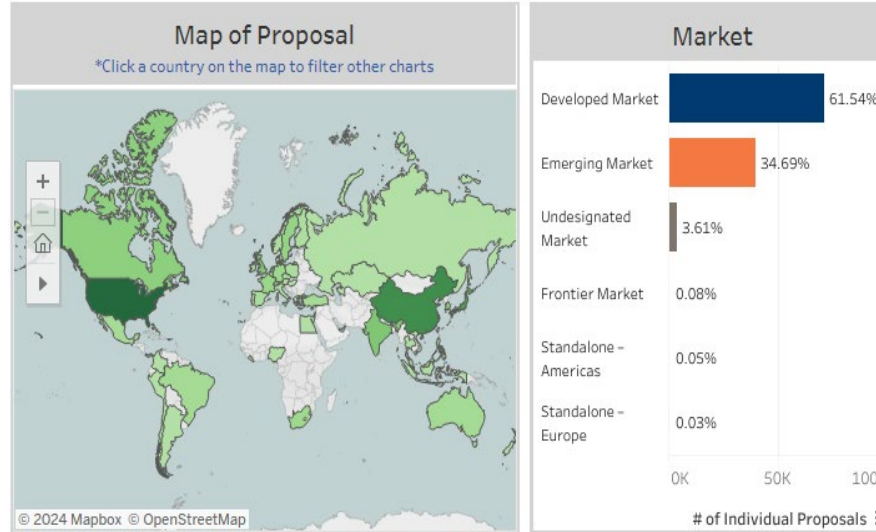 Map of Proposal
*Click a country on the map to filter other charts
+
−
© 2024 Mapbox © OpenStreetMap
Market
Developed Market
61.54%
Emerging Market
34.69%
Undesignated
Market
3.61%
Frontier Market
0.08%
Standalone –
Americas
0.05%
Standalone –
Europe
0.03%
0K 50K 100
# of Individual Proposals